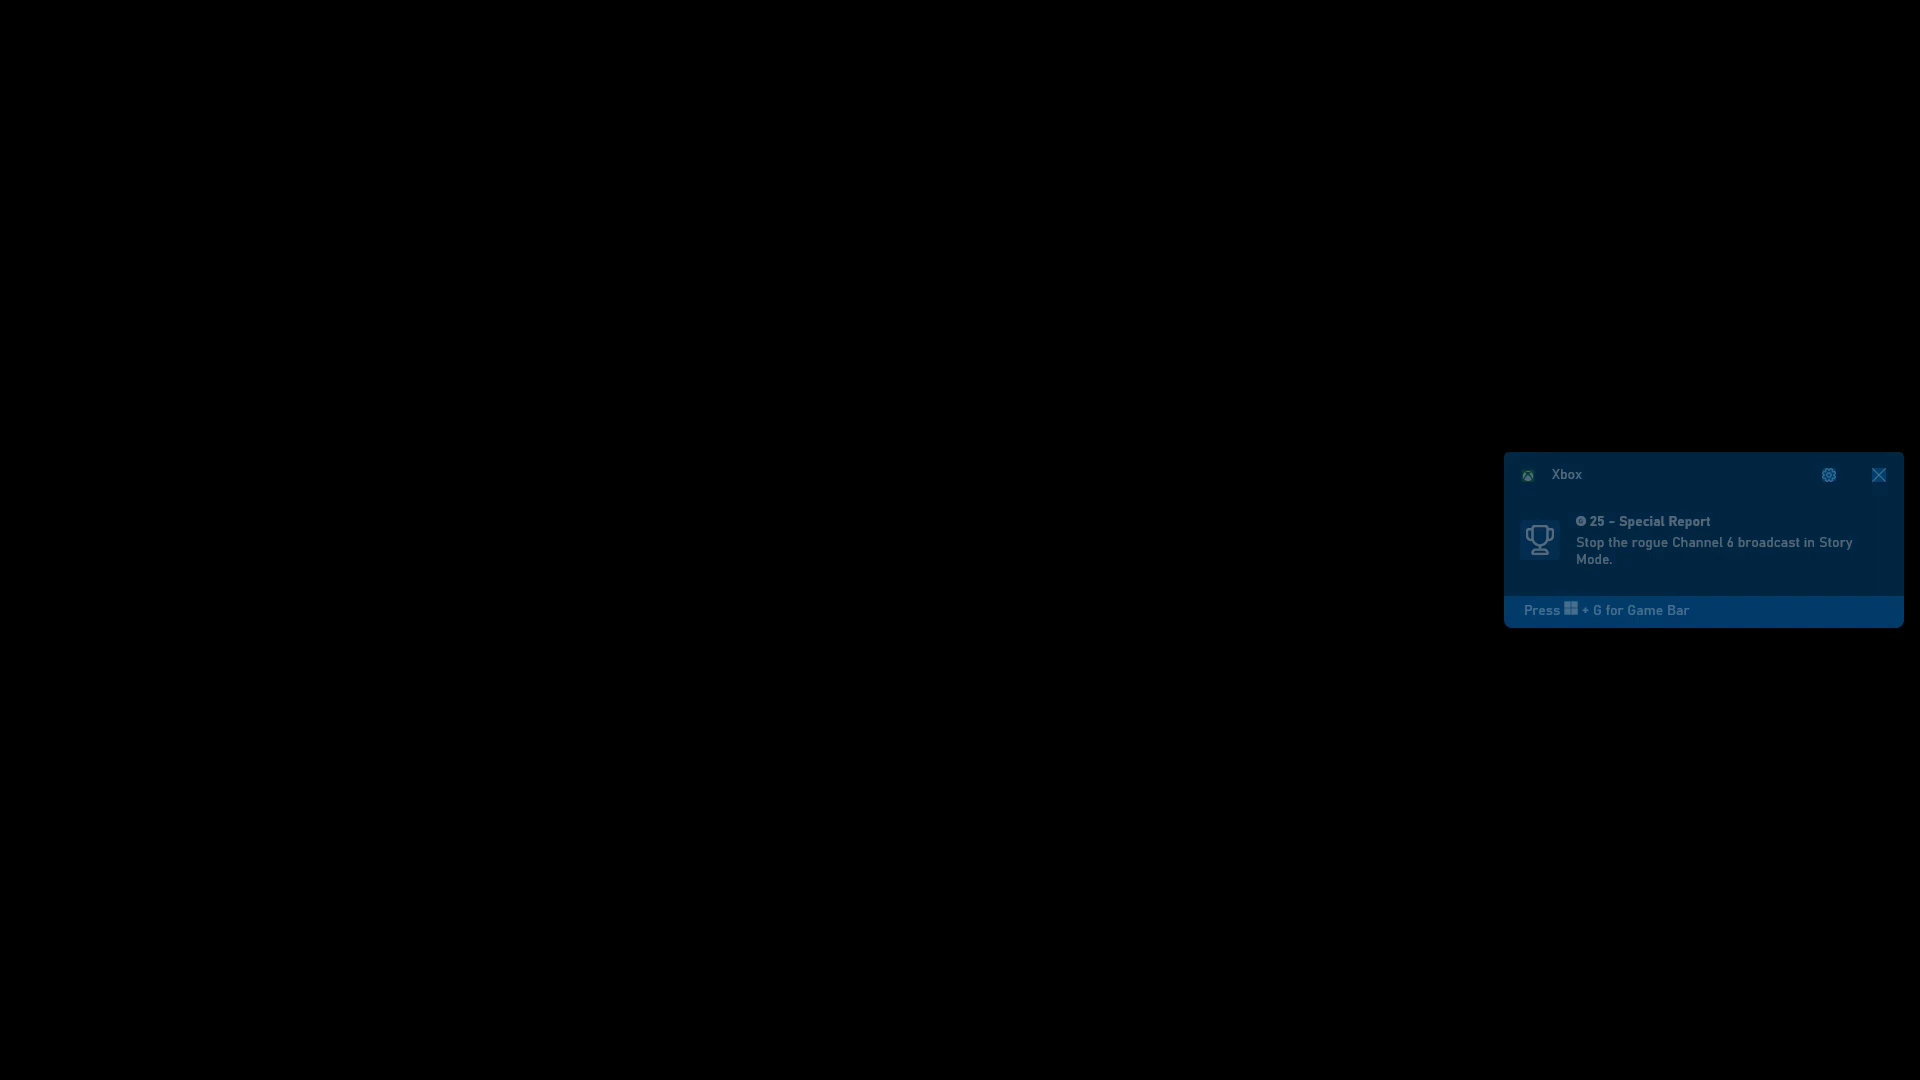 Xbox
25 - Special Report
Stop the rogue Channel 6 broadcast in Story
Mode.
Press + G for Game Bar